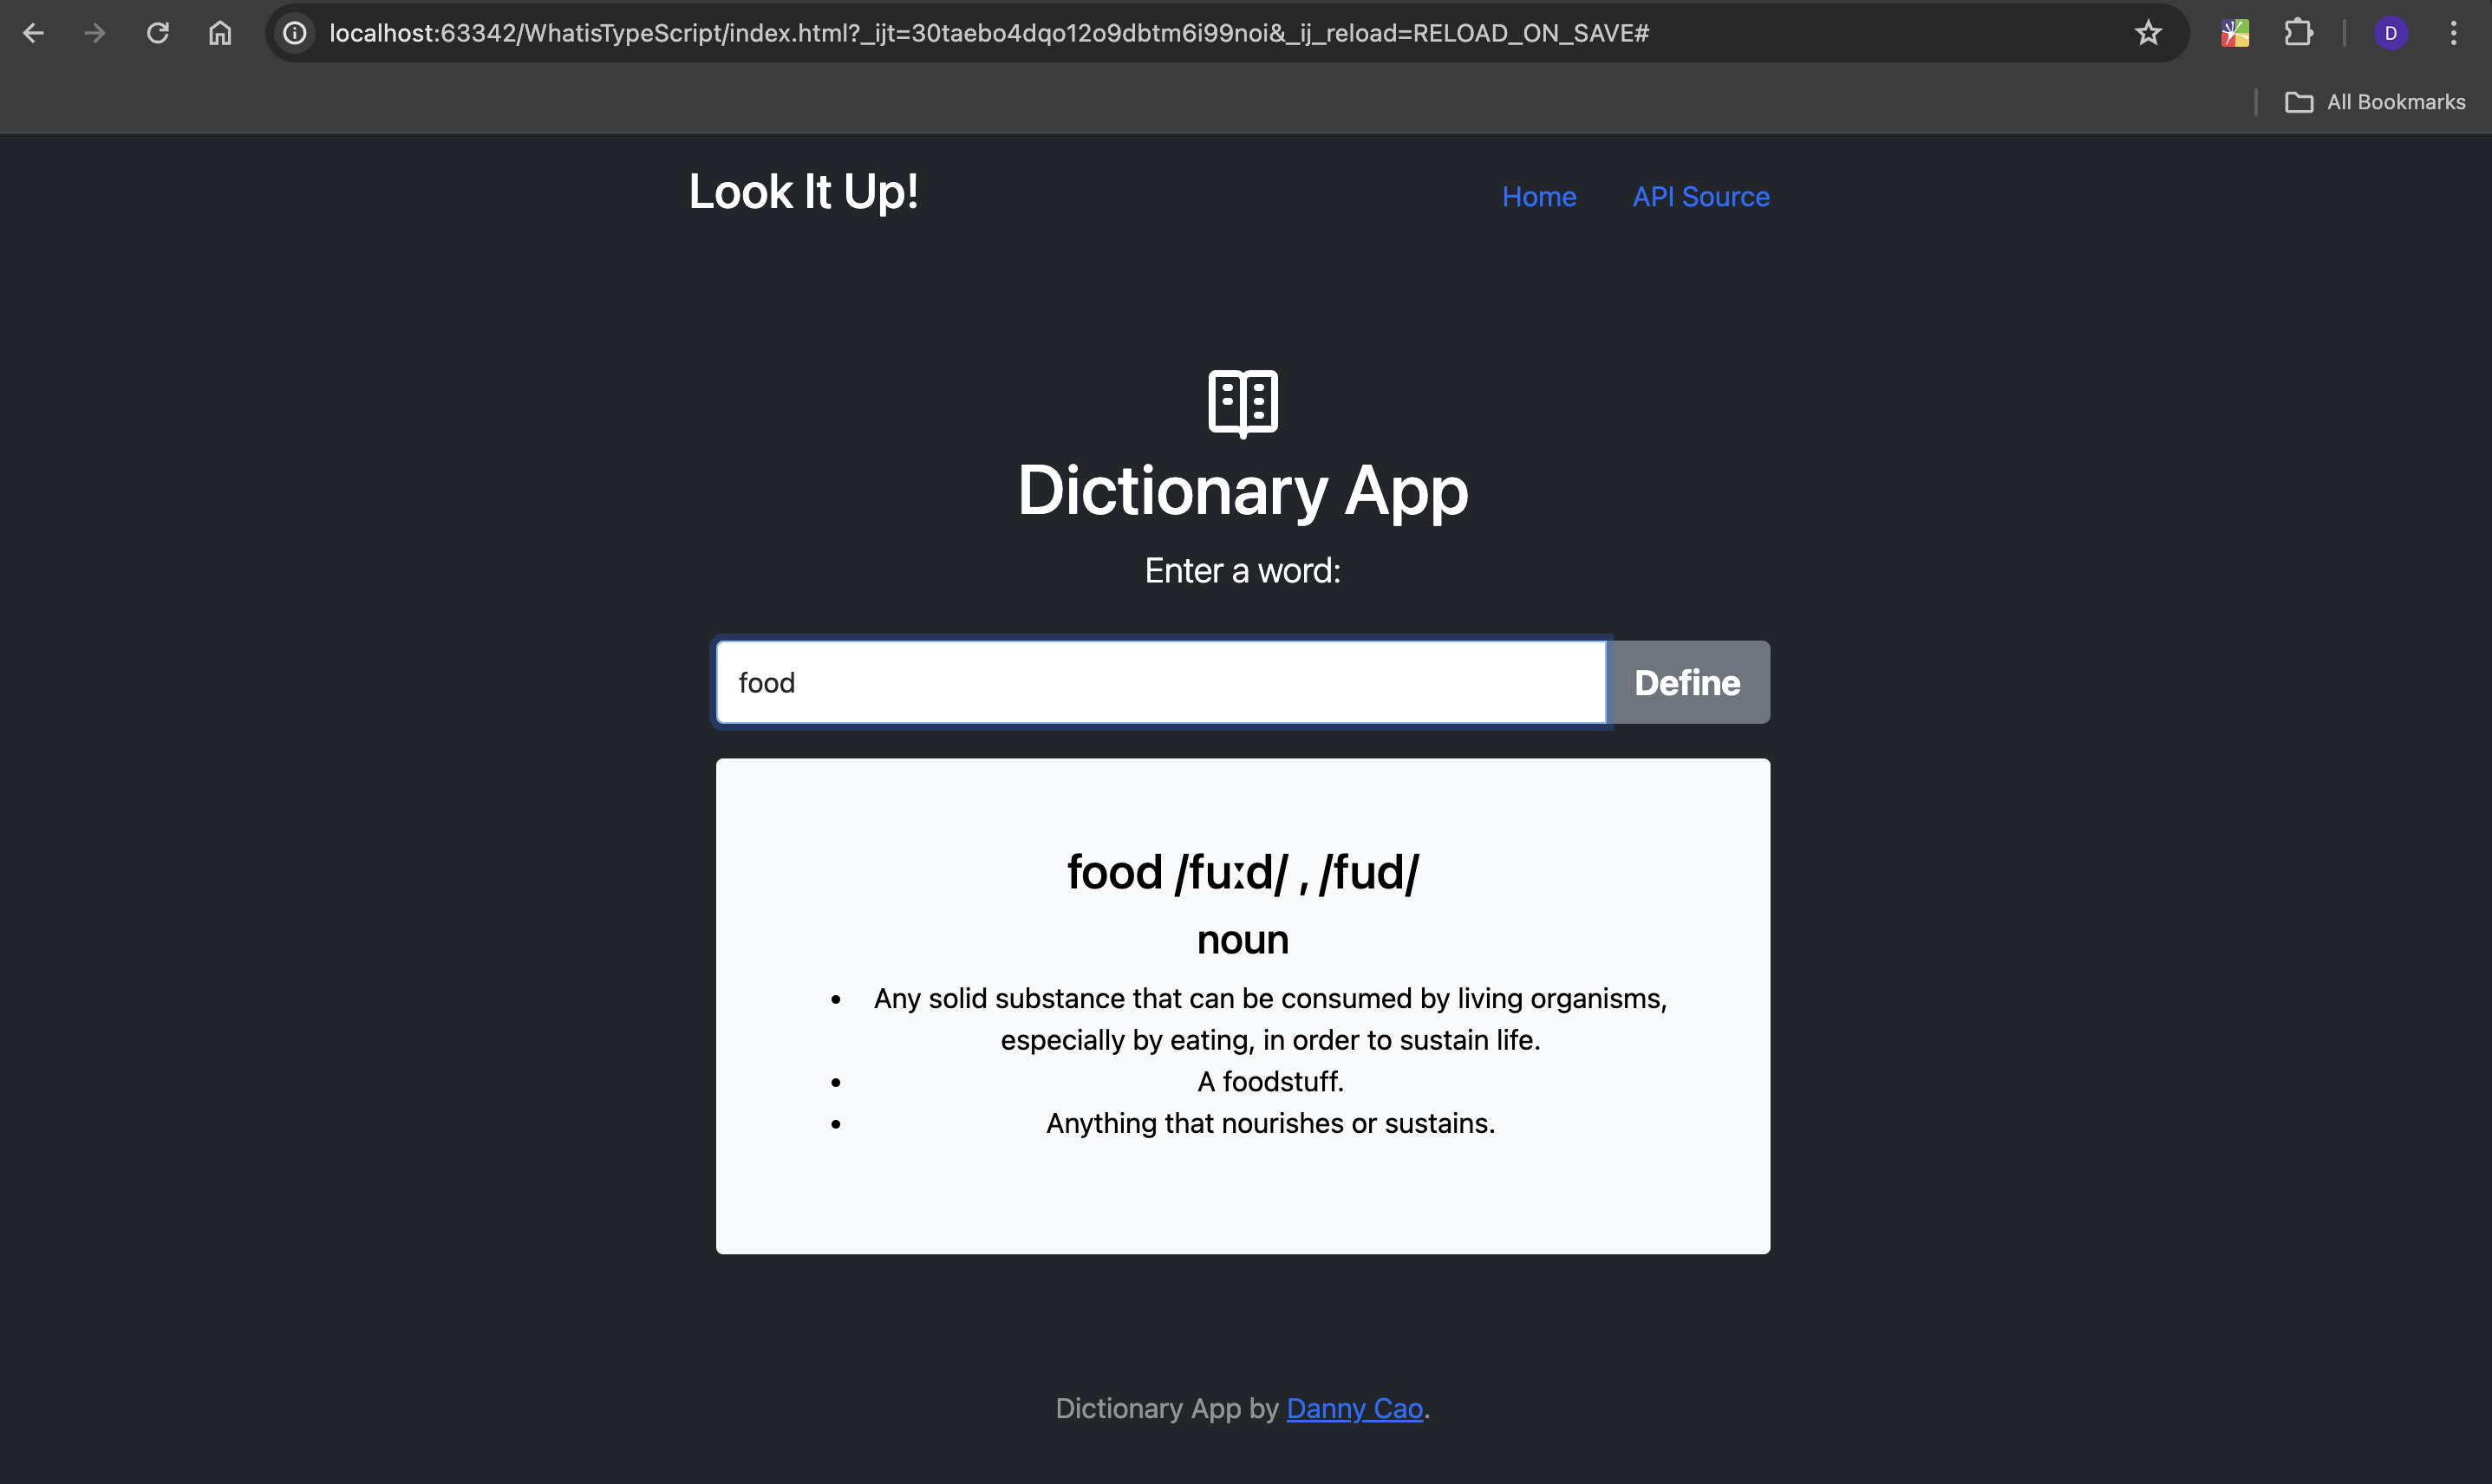 localhost:63342/WhatisTypeScript/index.html?_ijt=30taebo4dqo12o9dbtm6i99noi&_ij_reload=RELOAD_ON_SAVE#
D
All Bookmarks
Look It Up!
Home
API Source
Dictionary App
Enter a word:
food
Define
food /fuːd/ , /fud/
noun
• Any solid substance that can be consumed by living organisms,
especially by eating, in order to sustain life.
• A foodstuff.
• Anything that nourishes or sustains.
Dictionary App by Danny Cao.